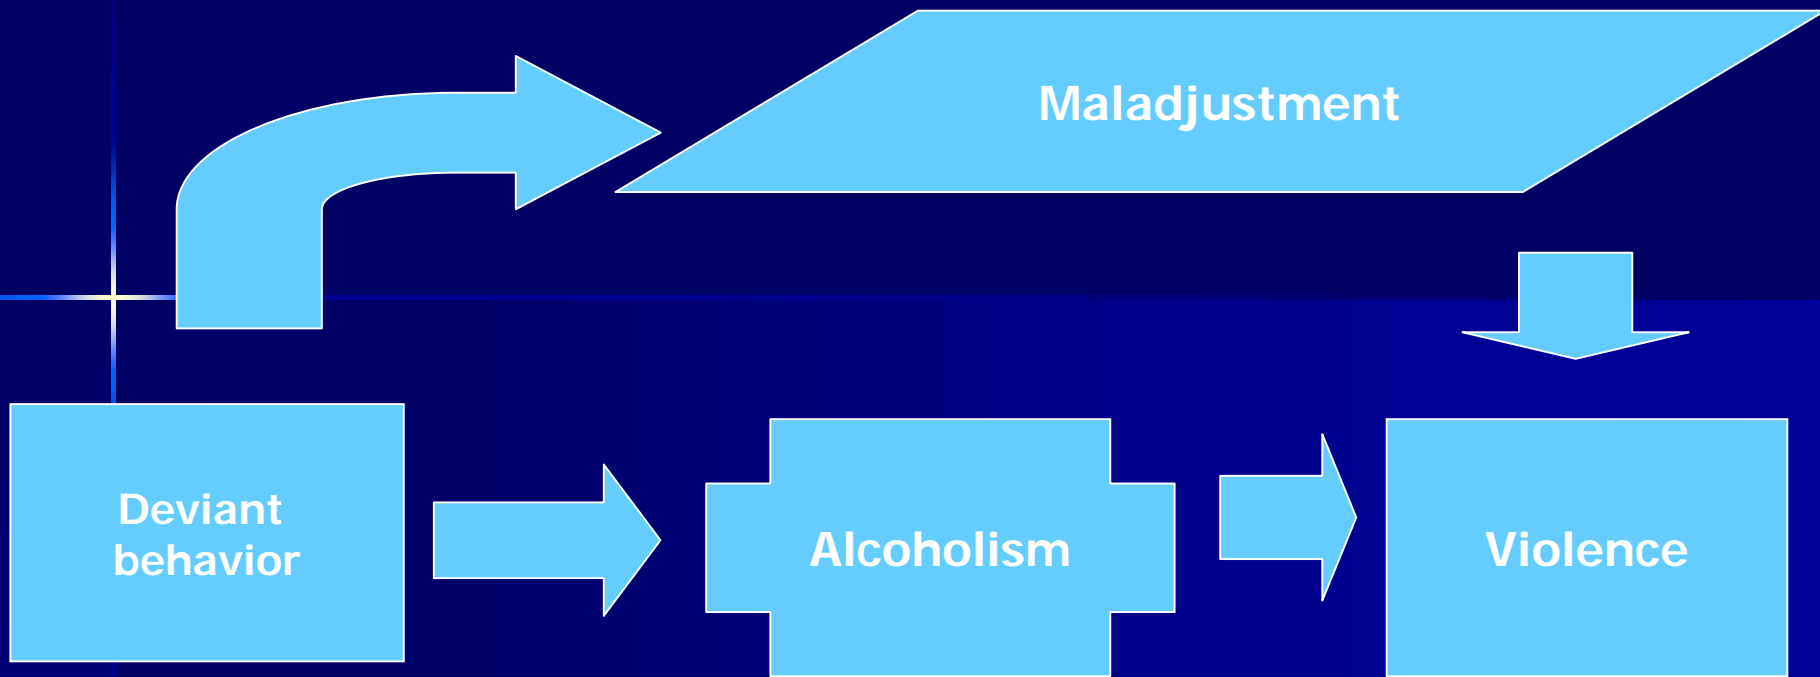 Maladjustment
Deviant
behavior
Alcoholism
Violence